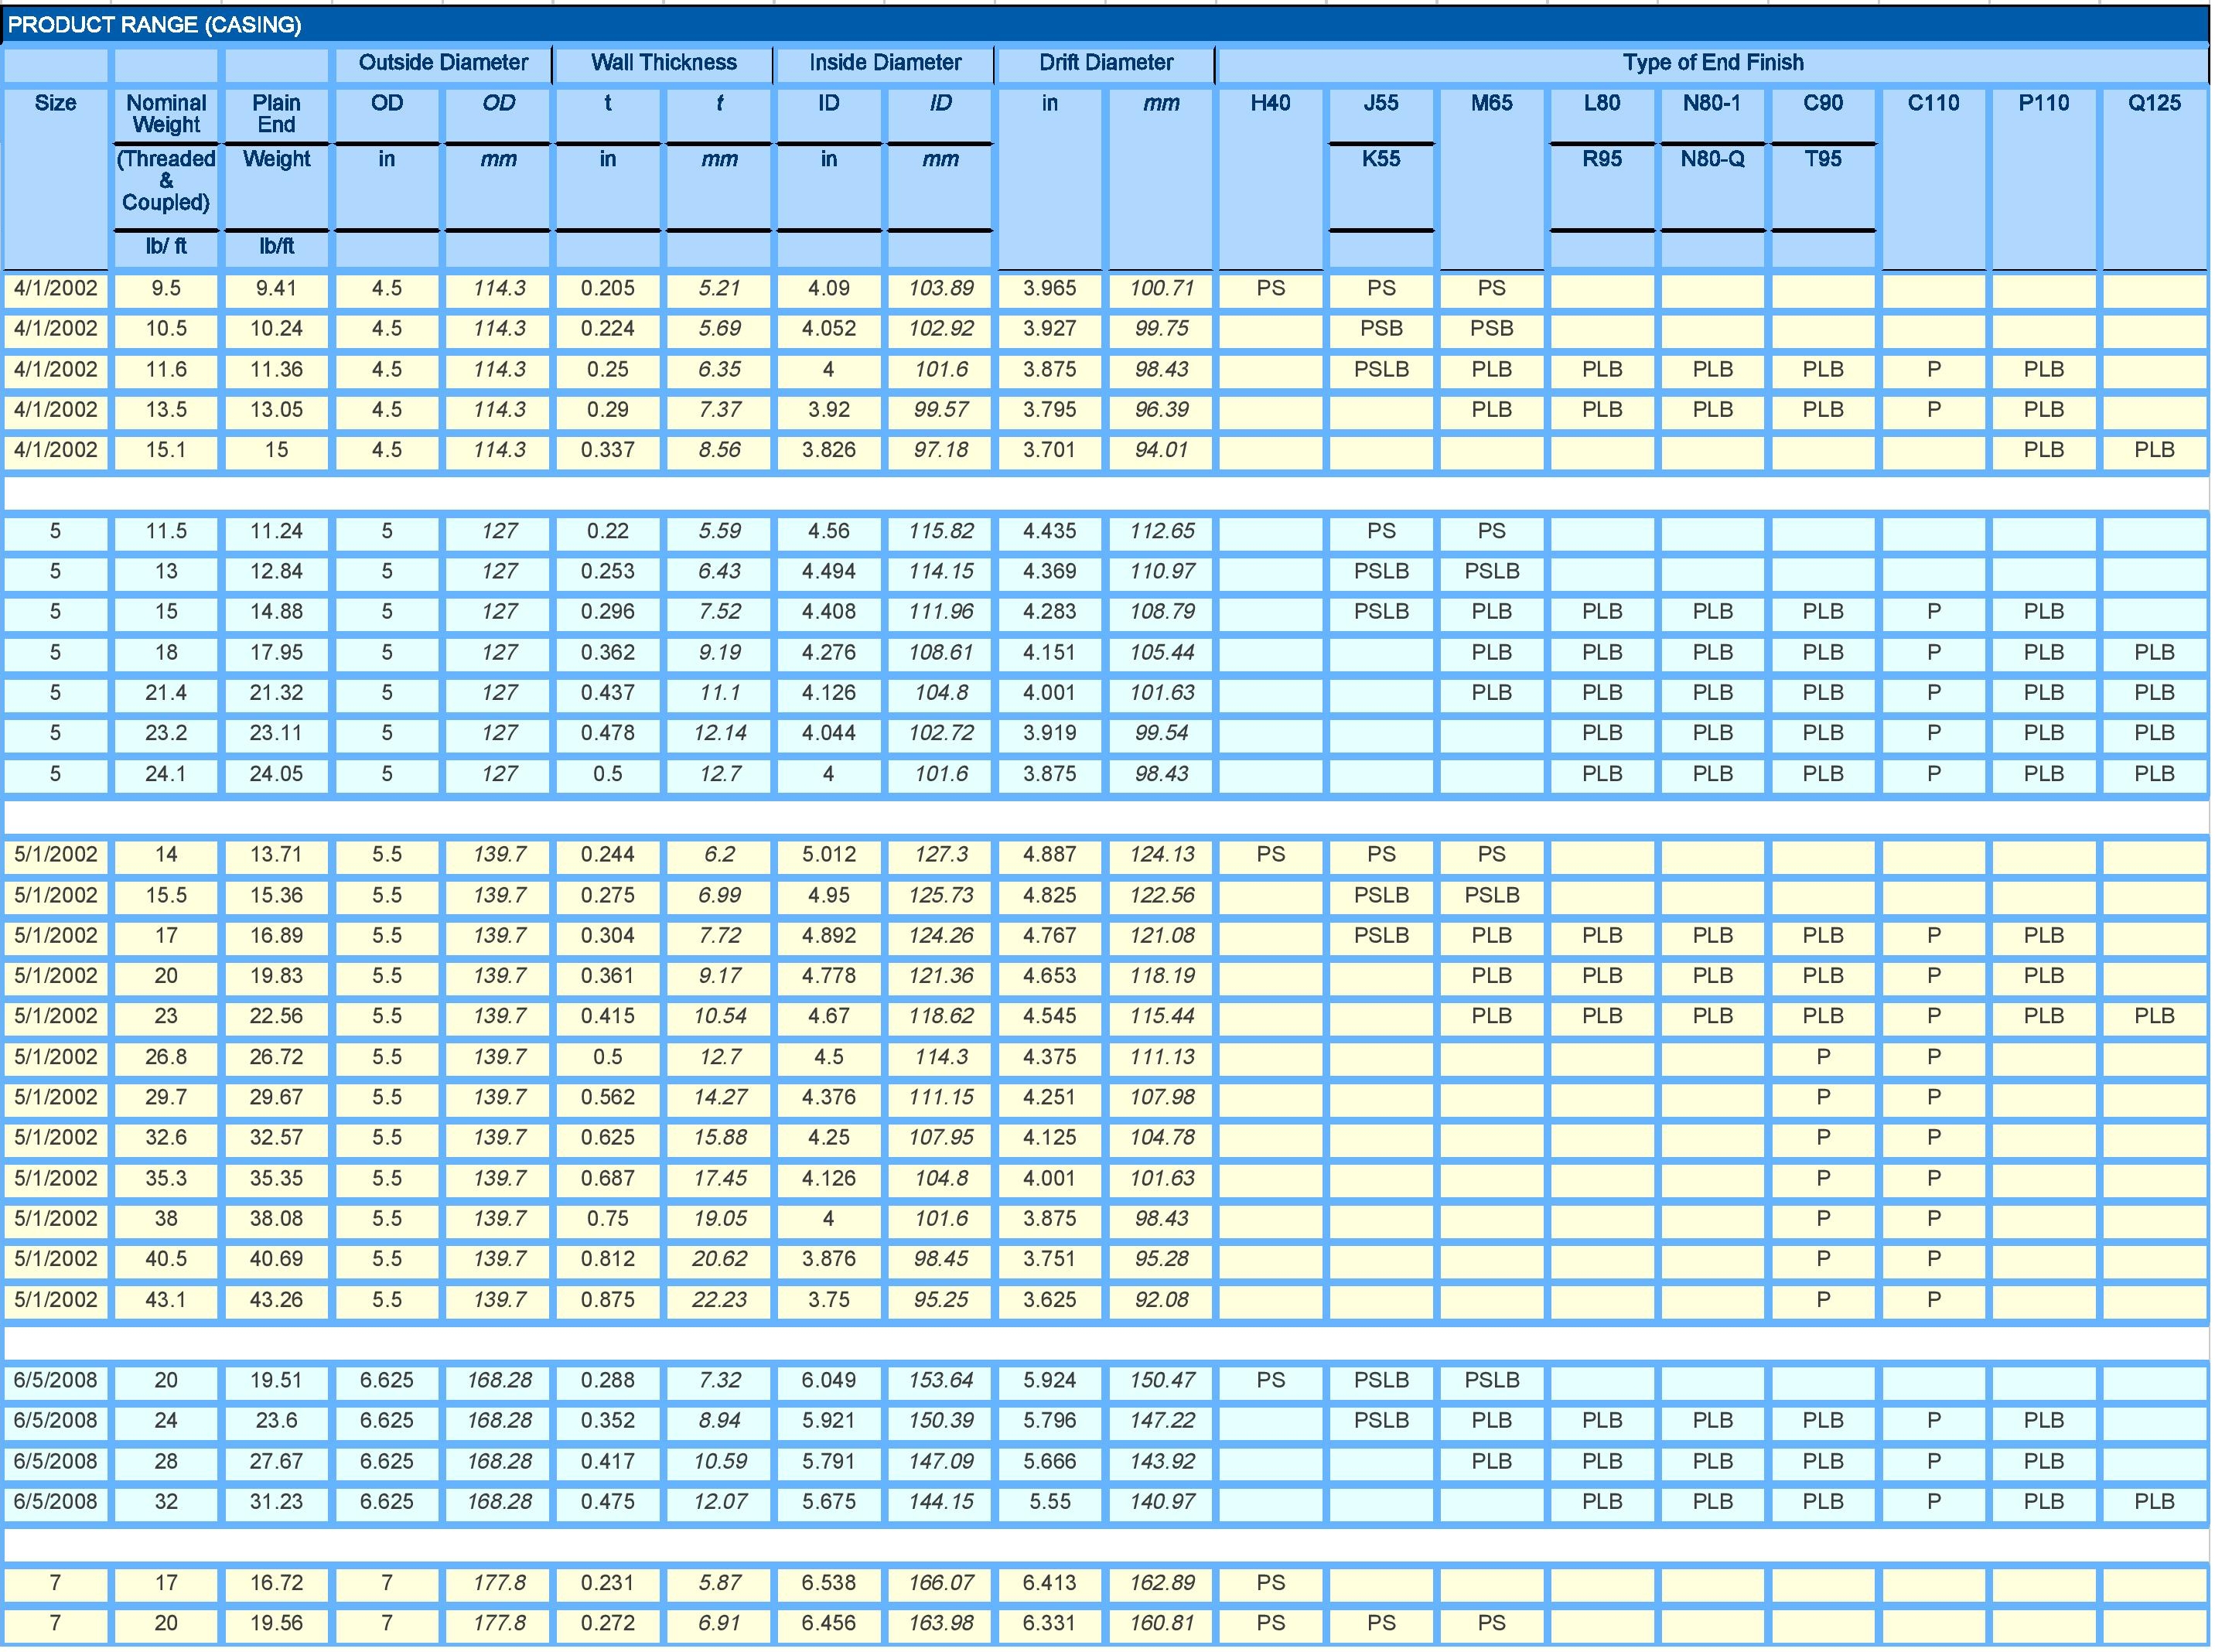 PRODUCT RANGE (CASING)
Outside Diameter Wall Thickness Inside Diameter Drift Diameter Type of End Finish
Size Nominal Weight Plain End OD OD t t ID ID in mm H40 J55 M65 L80 N80-1 C90 C110 P110 Q125
(Threaded & Coupled) Weight in mm in mm in mm K55 R95 N80-Q T95
lb/ ft lb/ft
4/1/2002 9.5 9.41 4.5 114.3 0.205 5.21 4.09 103.89 3.965 100.71 PS PS PS
4/1/2002 10.5 10.24 4.5 114.3 0.224 5.69 4.052 102.92 3.927 99.75 PSB PSB
4/1/2002 11.6 11.36 4.5 114.3 0.25 6.35 4 101.6 3.875 98.43 PSLB PLB PLB PLB PLB P PLB
4/1/2002 13.5 13.05 4.5 114.3 0.29 7.37 3.92 99.57 3.795 96.39 PLB PLB PLB PLB P PLB
4/1/2002 15.1 15 4.5 114.3 0.337 8.56 3.826 97.18 3.701 94.01 PLB PLB
5 11.5 11.24 5 127 0.22 5.59 4.56 115.82 4.435 112.65 PS PS
5 13 12.84 5 127 0.253 6.43 4.494 114.15 4.369 110.97 PSLB PSLB
5 15 14.88 5 127 0.296 7.52 4.408 111.96 4.283 108.79 PSLB PLB PLB PLB PLB P PLB
5 18 17.95 5 127 0.362 9.19 4.276 108.61 4.151 105.44 PLB PLB PLB PLB P PLB PLB
5 21.4 21.32 5 127 0.437 11.1 4.126 104.8 4.001 101.63 PLB PLB PLB PLB P PLB PLB
5 23.2 23.11 5 127 0.478 12.14 4.044 102.72 3.919 99.54 PLB PLB PLB P PLB PLB
5 24.1 24.05 5 127 0.5 12.7 4 101.6 3.875 98.43 PLB PLB PLB P PLB PLB
5/1/2002 14 13.71 5.5 139.7 0.244 6.2 5.012 127.3 4.887 124.13 PS PS PS
5/1/2002 15.5 15.36 5.5 139.7 0.275 6.99 4.95 125.73 4.825 122.56 PSLB PSLB
5/1/2002 17 16.89 5.5 139.7 0.304 7.72 4.892 124.26 4.767 121.08 PSLB PLB PLB PLB PLB P PLB
5/1/2002 20 19.83 5.5 139.7 0.361 9.17 4.778 121.36 4.653 118.19 PLB PLB PLB PLB P PLB
5/1/2002 23 22.56 5.5 139.7 0.415 10.54 4.67 118.62 4.545 115.44 PLB PLB PLB PLB P PLB PLB
5/1/2002 26.8 26.72 5.5 139.7 0.5 12.7 4.5 114.3 4.375 111.13 P P
5/1/2002 29.7 29.67 5.5 139.7 0.562 14.27 4.376 111.15 4.251 107.98 P P
5/1/2002 32.6 32.57 5.5 139.7 0.625 15.88 4.25 107.95 4.125 104.78 P P
5/1/2002 35.3 35.35 5.5 139.7 0.687 17.45 4.126 104.8 4.001 101.63 P P
5/1/2002 38 38.08 5.5 139.7 0.75 19.05 4 101.6 3.875 98.43 P P
5/1/2002 40.5 40.69 5.5 139.7 0.812 20.62 3.876 98.45 3.751 95.28 P P
5/1/2002 43.1 43.26 5.5 139.7 0.875 22.23 3.75 95.25 3.625 92.08 P P
6/5/2008 20 19.51 6.625 168.28 0.288 7.32 6.049 153.64 5.924 150.47 PS PSLB PSLB
6/5/2008 24 23.6 6.625 168.28 0.352 8.94 5.921 150.39 5.796 147.22 PSLB PLB PLB PLB PLB P PLB
6/5/2008 28 27.67 6.625 168.28 0.417 10.59 5.791 147.09 5.666 143.92 PLB PLB PLB PLB P PLB
6/5/2008 32 31.23 6.625 168.28 0.475 12.07 5.675 144.15 5.55 140.97 PLB PLB PLB P PLB PLB
7 17 16.72 7 177.8 0.231 5.87 6.538 166.07 6.413 162.89 PS
7 20 19.56 7 177.8 0.272 6.91 6.456 163.98 6.331 160.81 PS PS PS